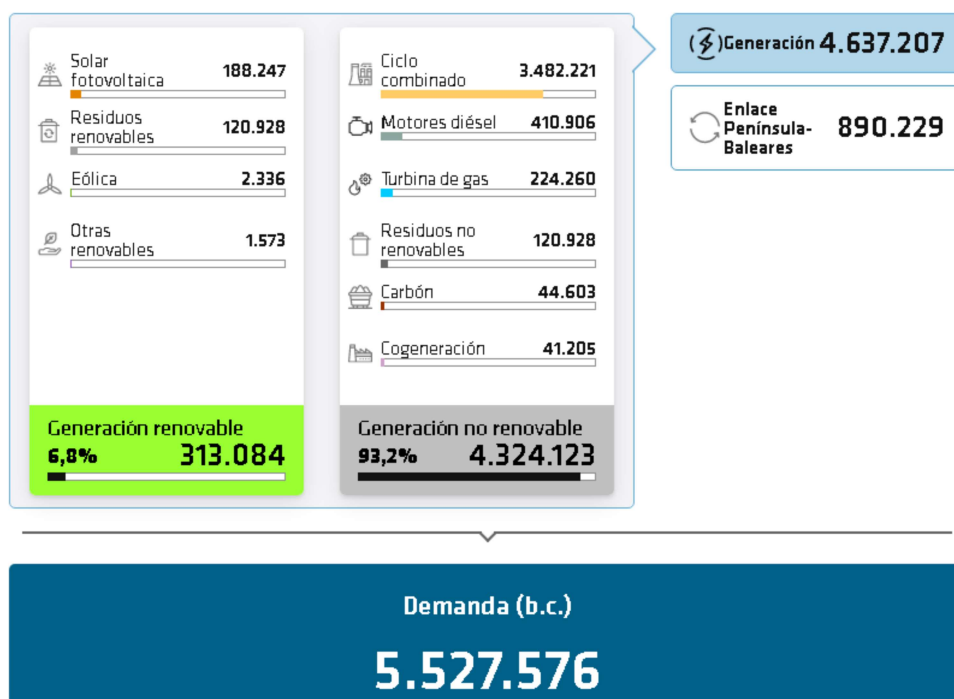 Solar
fotovoltaica
188.247
Residuos
renovables
120.928
Eólica
2.336
Otras
renovables
1.573
Generación renovable
6,8%
313.084
Ciclo
combinado
3.482.221
Motores diésel
410.906
Turbina de gas
224.260
Residuos no
renovables
120.928
Carbón
44.603
Cogeneración
41.205
Generación no renovable
93,2%
4.324.123
Generación
4.637.207
Enlace
Península-
Baleares
890.229
Demanda (b.c.)
5.527.576